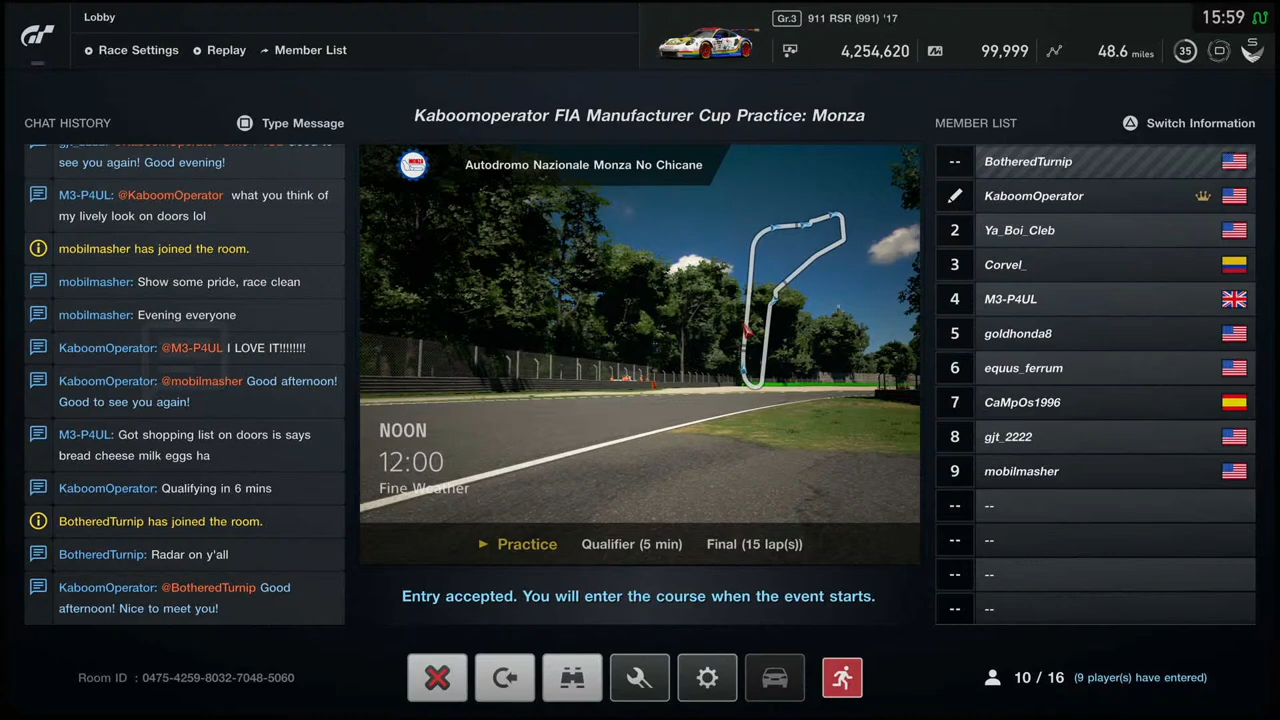 Lobby
Race Settings
Replay
Member List
Gr.3 911 RSR (991) '17
4,254,620
99,999
48.6 miles
35
S
15:59
CHAT HISTORY
Type Message
see you again! Good evening!
M3-P4UL: @KaboomOperator what you think of
my lively look on doors lol
mobilmasher has joined the room.
mobilmasher: Show some pride, race clean
mobilmasher: Evening everyone
KaboomOperator: @M3-P4UL I LOVE IT!!!!!!!!
KaboomOperator: @mobilmasher Good afternoon!
Good to see you again!
M3-P4UL: Got shopping list on doors is says
bread cheese milk eggs ha
KaboomOperator: Qualifying in 6 mins
BotheredTurnip has joined the room.
BotheredTurnip: Radar on y'all
KaboomOperator: @BotheredTurnip Good
afternoon! Nice to meet you!
Room ID : 0475-4259-8032-7048-5060
Kaboomoperator FIA Manufacturer Cup Practice: Monza
MONZA
Autodromo Nazionale Monza No Chicane
NOON
12:00
Fine Weather
Practice
Qualifier (5 min)
Final (15 lap(s))
Entry accepted. You will enter the course when the event starts.
MEMBER LIST
Switch Information
-- BotheredTurnip
KaboomOperator
2 Ya_Boi_Cleb
3 Corvel_
4 M3-P4UL
5 goldhonda8
6 equus_ferrum
7 CaMpOs1996
8 gjt_2222
9 mobilmasher
-- --
-- --
-- --
-- --
10 / 16 (9 player(s) have entered)